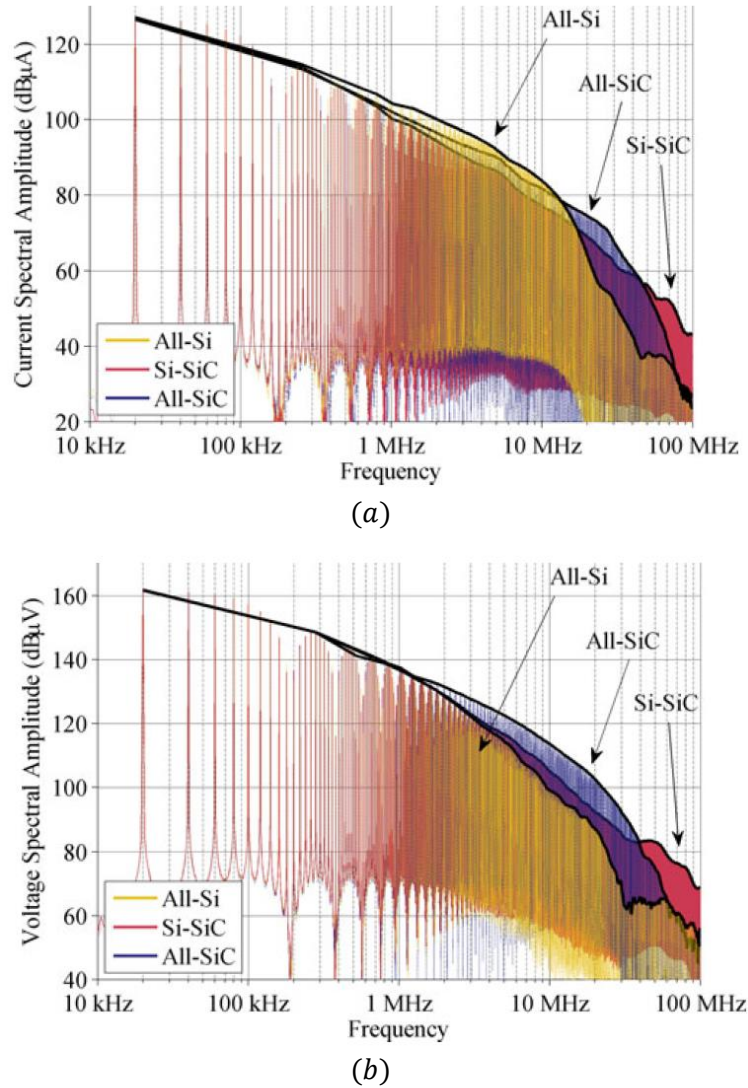 120
100
80
60
40
20
Current Spectral Amplitude (dBµA)
All-Si
All-SiC
Si-SiC
All-Si
Si-SiC
All-SiC
10 kHz 100 kHz 1 MHz 10 MHz 100 MHz
Frequency
(a)
160
140
120
100
80
60
40
Voltage Spectral Amplitude (dBµV)
All-Si
All-SiC
Si-SiC
All-Si
Si-SiC
All-SiC
10 kHz 100 kHz 1 MHz 10 MHz 100 MHz
Frequency
(b)